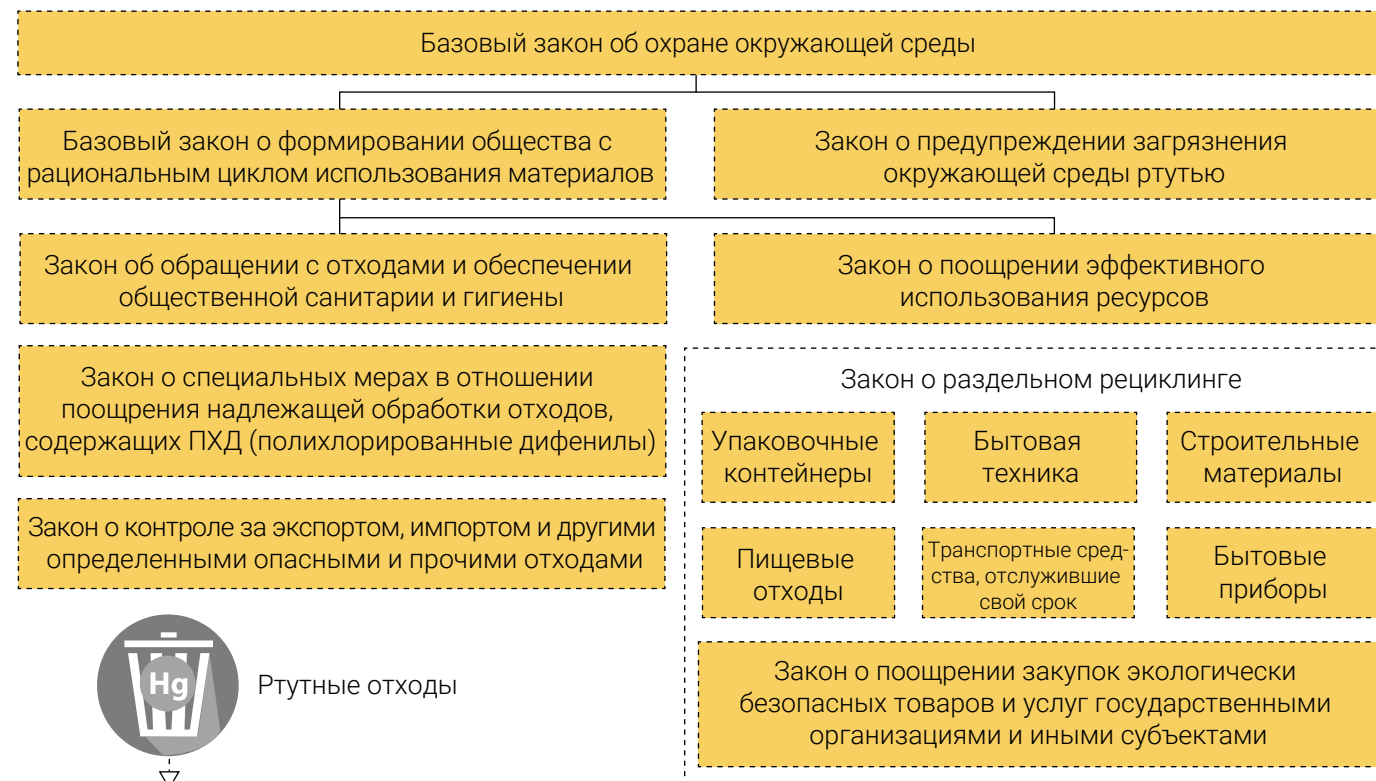 Базовый закон об охране окружающей среды
Базовый закон о формировании общества с
рациональным циклом использования материалов
Закон о предупреждении загрязнения
окружающей среды ртутью
Закон об обращении с отходами и обеспечении
общественной санитарии и гигиены
Закон о поощрении эффективного
использования ресурсов
Закон о специальных мерах в отношении
поощрения надлежащей обработки отходов,
содержащих ПХД (полихлорированные дифенилы)
Закон о контроле за экспортом, импортом и другими
определенными опасными и прочими отходами
Hg
Ртутные отходы
Закон о раздельном рециклинге
Упаковочные
контейнеры
Бытовая
техника
Строительные
материалы
Пищевые
отходы
Транспортные сред-
ства, отслужившие
свой срок
Бытовые
приборы
Закон о поощрении закупок экологически
безопасных товаров и услуг государственными
организациями и иными субъектами